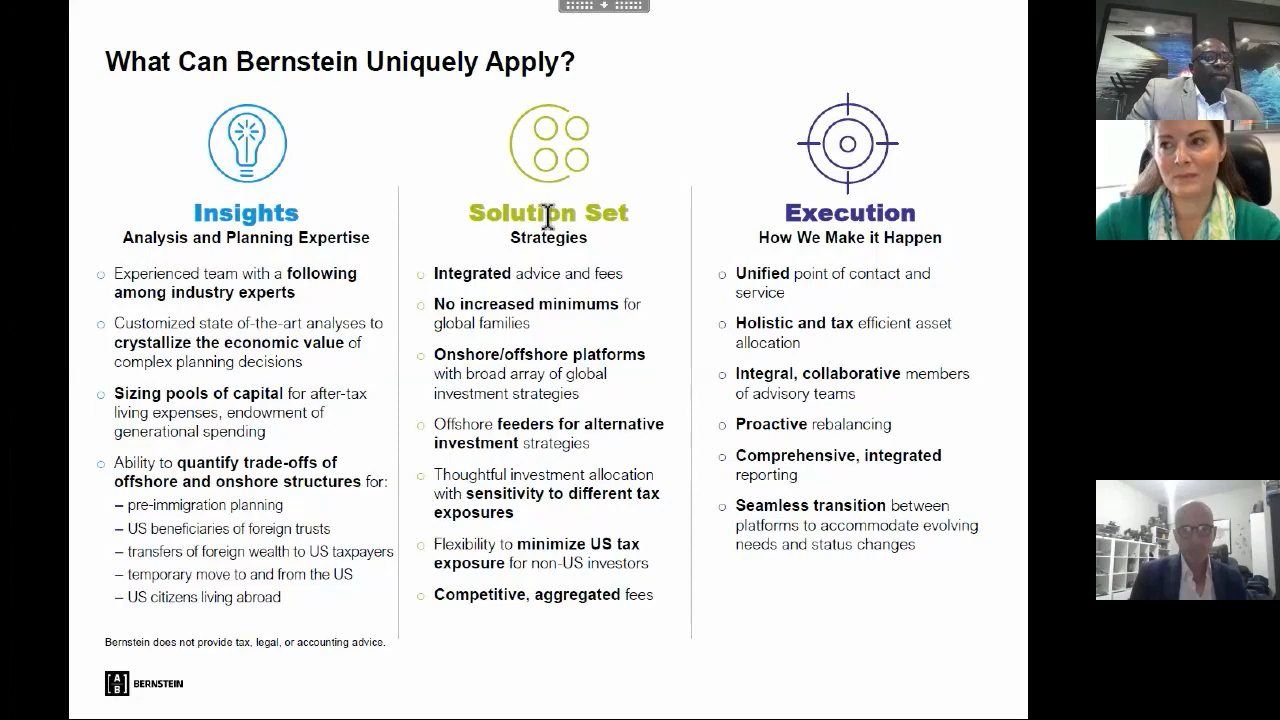 What Can Bernstein Uniquely Apply?
Insights
Analysis and Planning Expertise
Experienced team with a following
among industry experts
Customized state of-the-art analyses to
crystallize the economic value of
complex planning decisions
Sizing pools of capital for after-tax
living expenses, endowment of
generational spending
Ability to quantify trade-offs of
offshore and onshore structures for:
– pre-immigration planning
– US beneficiaries of foreign trusts
– transfers of foreign wealth to US taxpayers
– temporary move to and from the US
– US citizens living abroad
Solution Set
Strategies
Integrated advice and fees
No increased minimums for
global families
Onshore/offshore platforms
with broad array of global
investment strategies
Offshore feeders for alternative
investment strategies
Thoughtful investment allocation
with sensitivity to different tax
exposures
Flexibility to minimize US tax
exposure for non-US investors
Competitive, aggregated fees
Execution
How We Make it Happen
Unified point of contact and
service
Holistic and tax efficient asset
allocation
Integral, collaborative members
of advisory teams
Proactive rebalancing
Comprehensive, integrated
reporting
Seamless transition between
platforms to accommodate evolving
needs and status changes
Bernstein does not provide tax, legal, or accounting advice.
[A B] BERNSTEIN